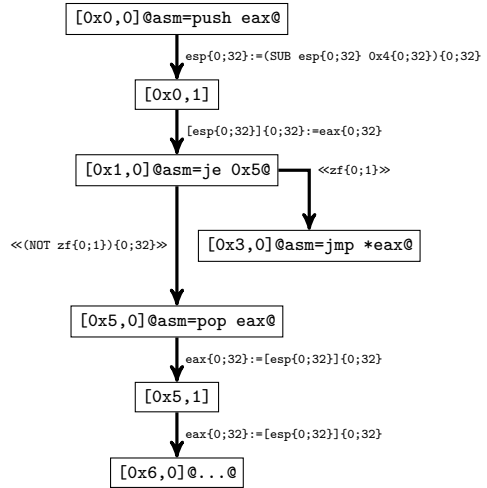 [0x0,0]@asm=push eax@
esp{0;32}:=(SUB esp{0;32} 0x4{0;32}){0;32}
[0x0,1]
[esp{0;32}]{0;32}:=eax{0;32}
[0x1,0]@asm=je 0x5@
≪zf{0;1}≫
≪(NOT zf{0;1}){0;32}≫
[0x3,0]@asm=jmp *eax@
[0x5,0]@asm=pop eax@
eax{0;32}:=[esp{0;32}]{0;32}
[0x5,1]
eax{0;32}:=[esp{0;32}]{0;32}
[0x6,0]@...@